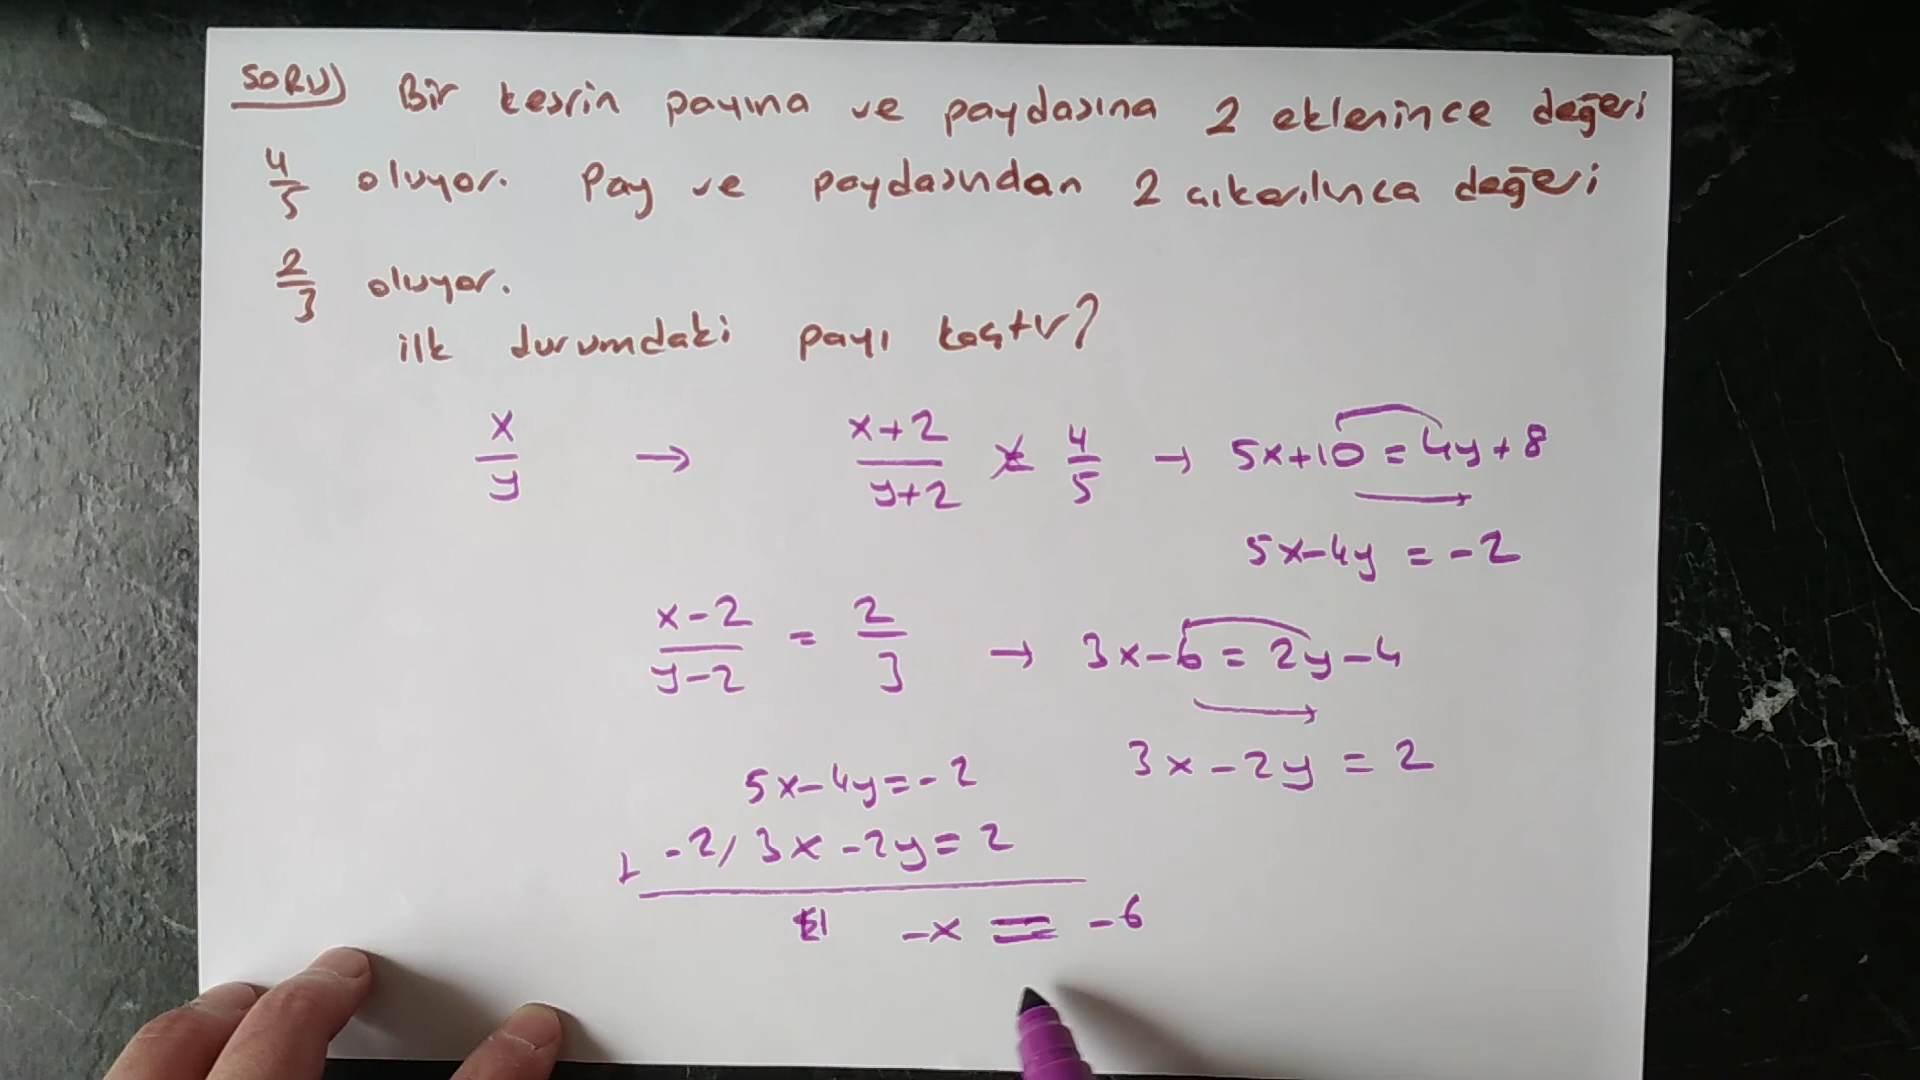 SORU) Bir kesrin payına ve paydasına 2 eklenince değeri
4/5 oluyor. Pay ve paydasından 2 çıkarılınca değeri
2/3 oluyor.
ilk durumdaki payı kaçtır?
x/y → (x+2)/(y+2) = 4/5 → 5x+10 = 4y+8
5x-4y = -2
(x-2)/(y-2) = 2/3 → 3x-6 = 2y-4
3x-2y = 2
5x-4y=-2
+ -2/ 3x-2y=2
-x = -6